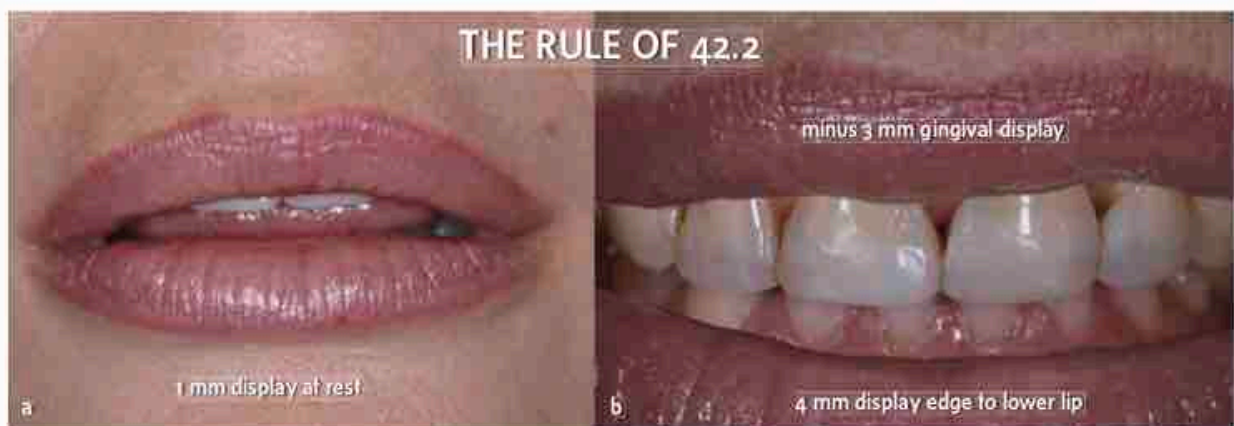 THE RULE OF 42.2
minus 3 mm gingival display
1 mm display at rest
4 mm display edge to lower lip
a
b